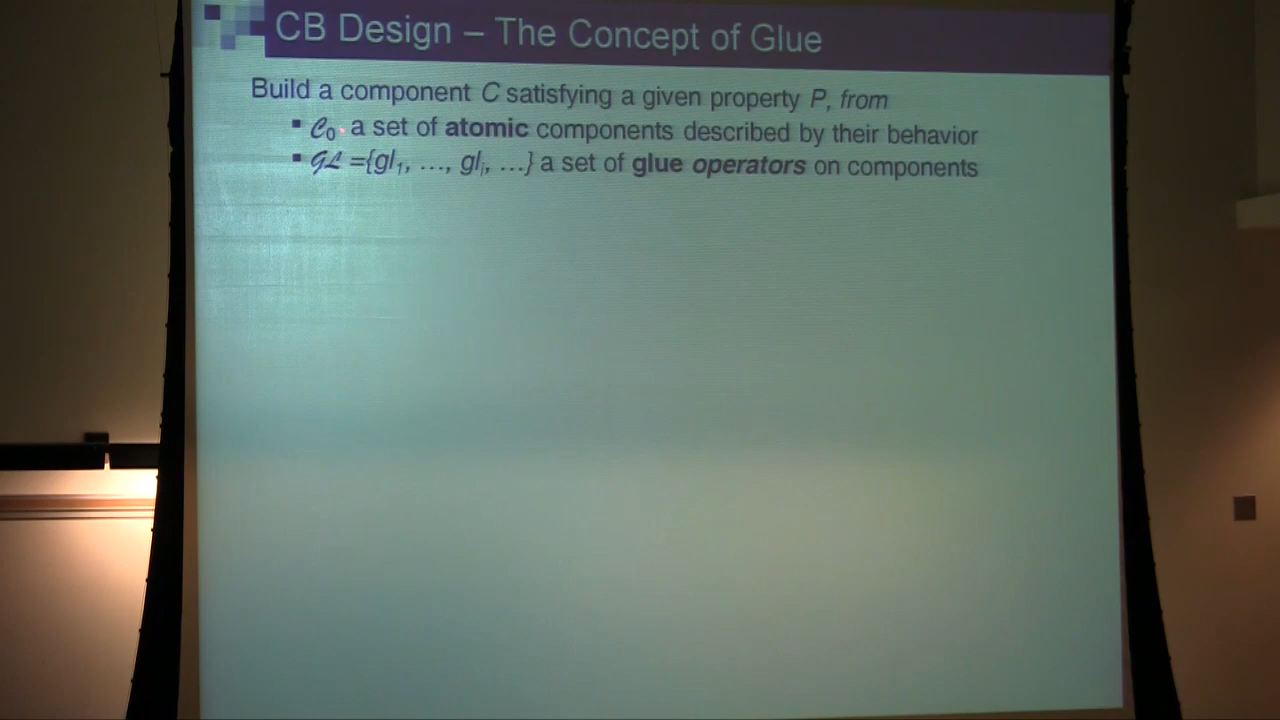 CB Design – The Concept of Glue
Build a component C satisfying a given property P, from
▪ 𝒞₀ a set of atomic components described by their behavior
▪ 𝒢ℒ ={gl₁, …, glᵢ, …} a set of glue operators on components